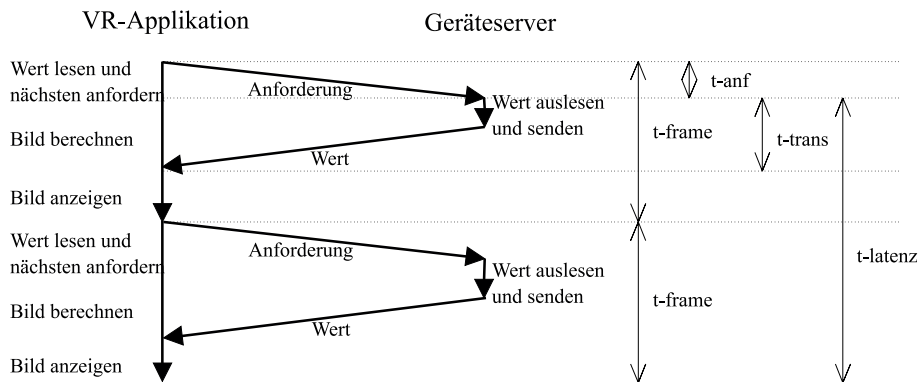 VR-Applikation
Geräteserver
Wert lesen und
nächsten anfordern
Anforderung
t-anf
Wert auslesen
und senden
Bild berechnen
t-frame
t-trans
Wert
Bild anzeigen
Wert lesen und
nächsten anfordern
Anforderung
t-latenz
Wert auslesen
und senden
Bild berechnen
t-frame
Wert
Bild anzeigen